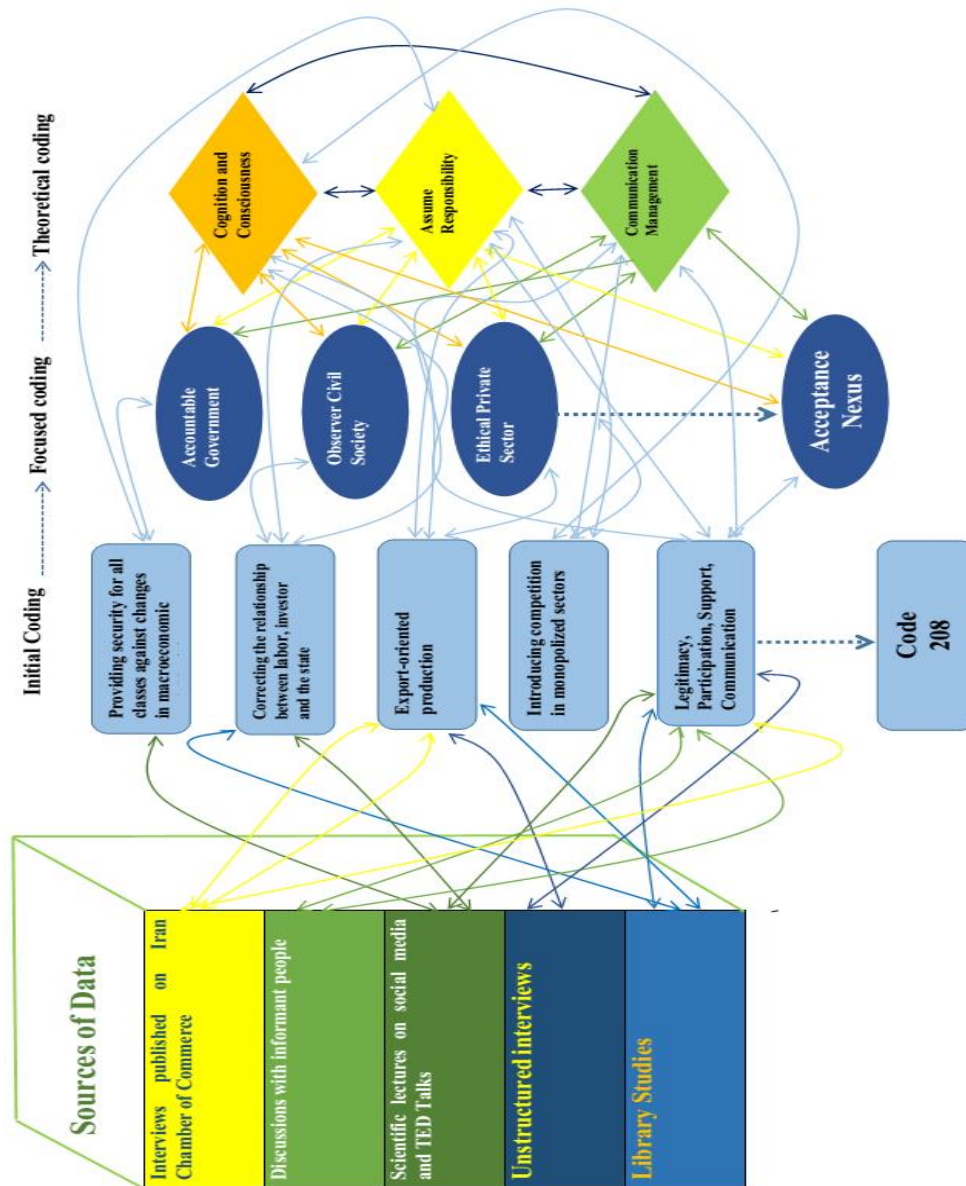 Initial Coding
Focused coding
Theoretical coding
Sources of Data
Interviews published on Iran
Chamber of Commerce
Discussions with informant people
Scientific lectures on social media
and TED Talks
Unstructured interviews
Library Studies
Providing security for all
classes against changes
in macroeconomic
Correcting the relationship
between labor, investor
and the state
Export-oriented
production
Introducing competition
in monopolized sectors
Legitimacy,
Participation, Support,
Communication
Code
208
Accountable
Government
Observer Civil
Society
Ethical Private
Sector
Acceptance
Nexus
Cognition and
Consciousness
Assume
Responsibility
Communication
Management